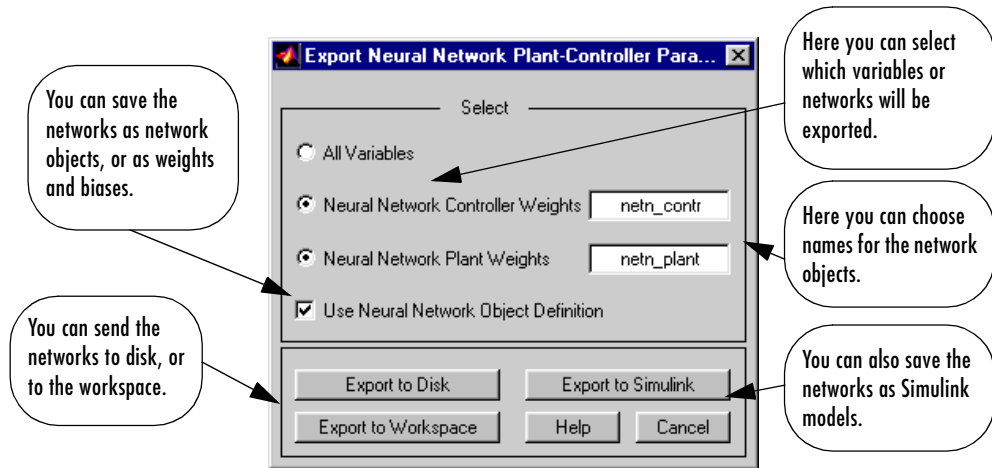 Export Neural Network Plant-Controller Para...
Select
All Variables
Neural Network Controller Weights netn_contr
Neural Network Plant Weights netn_plant
Use Neural Network Object Definition
Export to Disk Export to Simulink
Export to Workspace Help Cancel
You can save the
networks as network
objects, or as weights
and biases.
You can send the
networks to disk, or
to the workspace.
Here you can select
which variables or
networks will be
exported.
Here you can choose
names for the network
objects.
You can also save the
networks as Simulink
models.